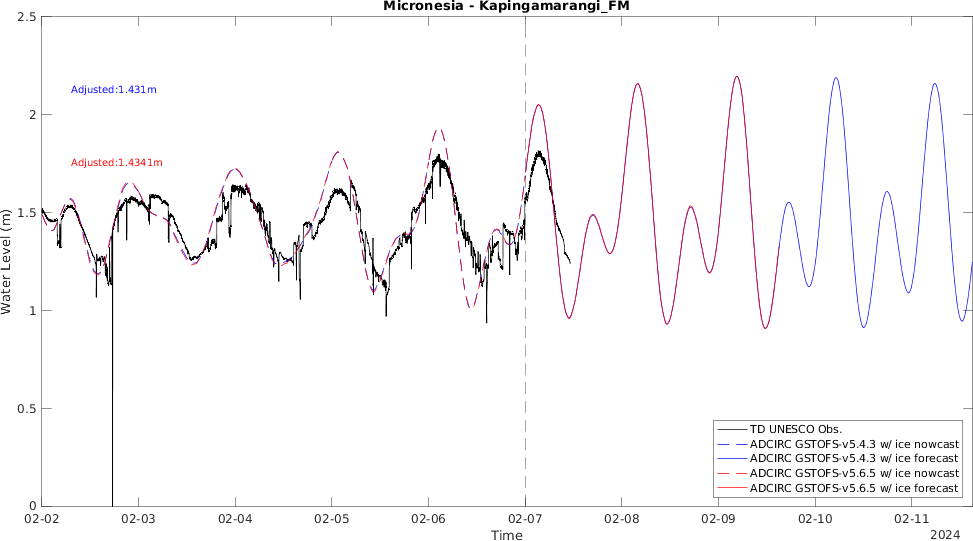 Micronesia - Kapingamarangi_FM
2.5
2
1.5
1
0.5
0
Water Level (m)
Adjusted:1.431m
Adjusted:1.4341m
TD UNESCO Obs.
ADCIRC GSTOFS-v5.4.3 w/ ice nowcast
ADCIRC GSTOFS-v5.4.3 w/ ice forecast
ADCIRC GSTOFS-v5.6.5 w/ ice nowcast
ADCIRC GSTOFS-v5.6.5 w/ ice forecast
02-02 02-03 02-04 02-05 02-06 02-07 02-08 02-09 02-10 02-11
Time
2024